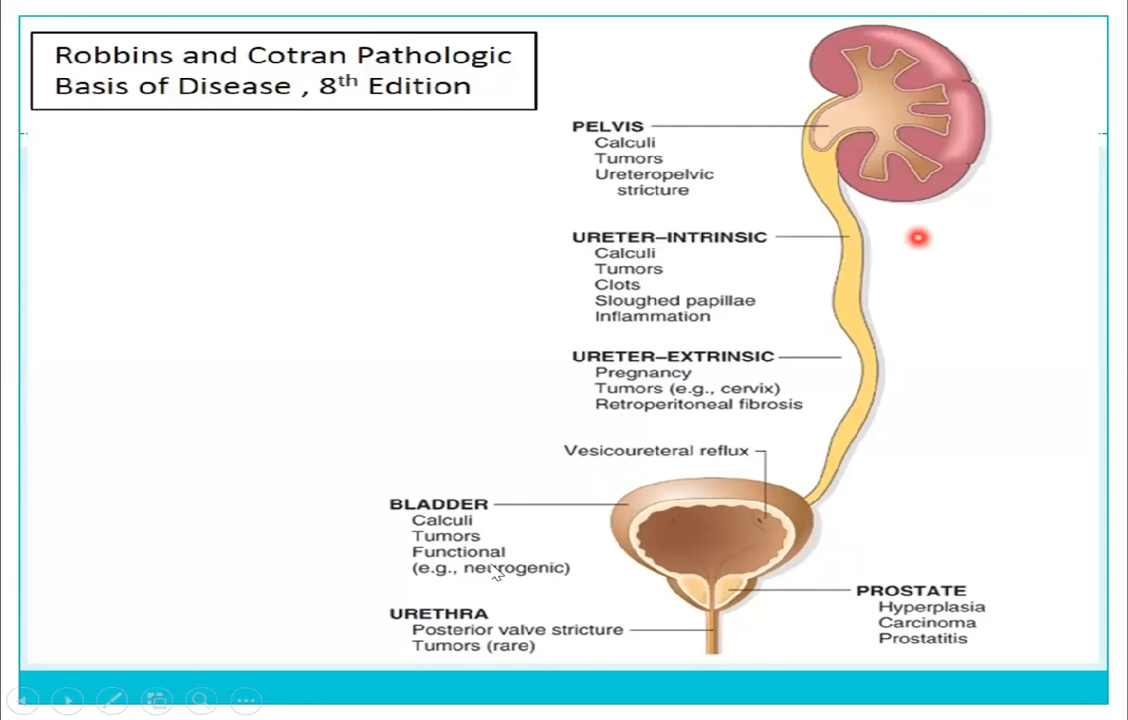 Robbins and Cotran Pathologic
Basis of Disease , 8th Edition
PELVIS
Calculi
Tumors
Ureteropelvic
stricture
URETER–INTRINSIC
Calculi
Tumors
Clots
Sloughed papillae
Inflammation
URETER–EXTRINSIC
Pregnancy
Tumors (e.g., cervix)
Retroperitoneal fibrosis
Vesicoureteral reflux
BLADDER
Calculi
Tumors
Functional
(e.g., neurogenic)
URETHRA
Posterior valve stricture
Tumors (rare)
PROSTATE
Hyperplasia
Carcinoma
Prostatitis